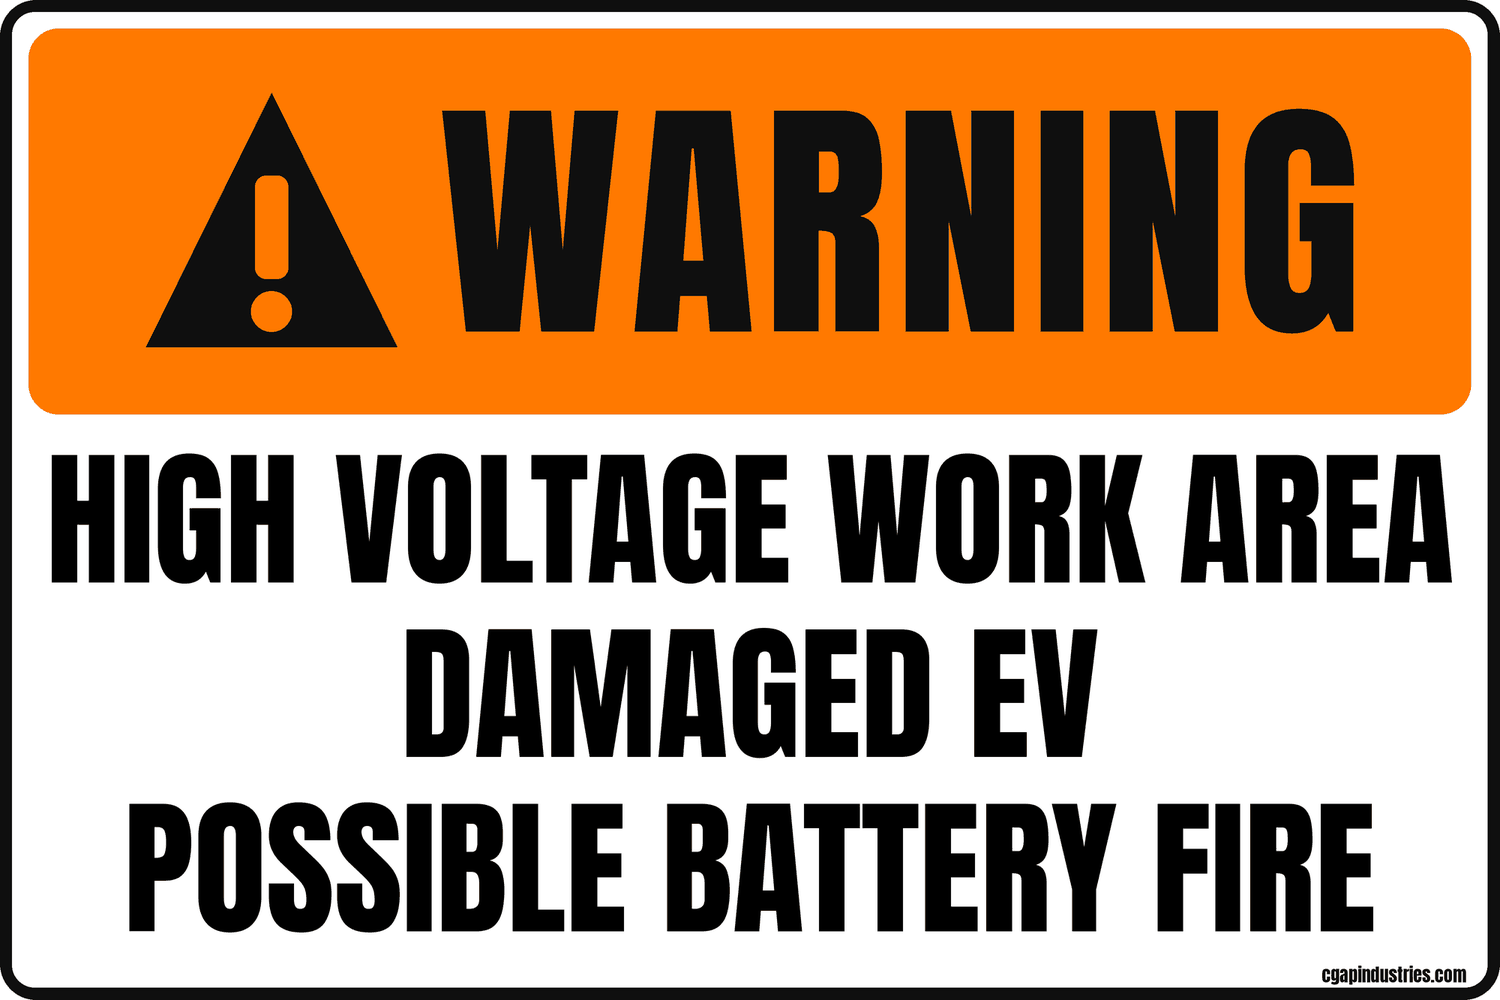 WARNING
HIGH VOLTAGE WORK AREA
DAMAGED EV
POSSIBLE BATTERY FIRE
cgapindustries.com